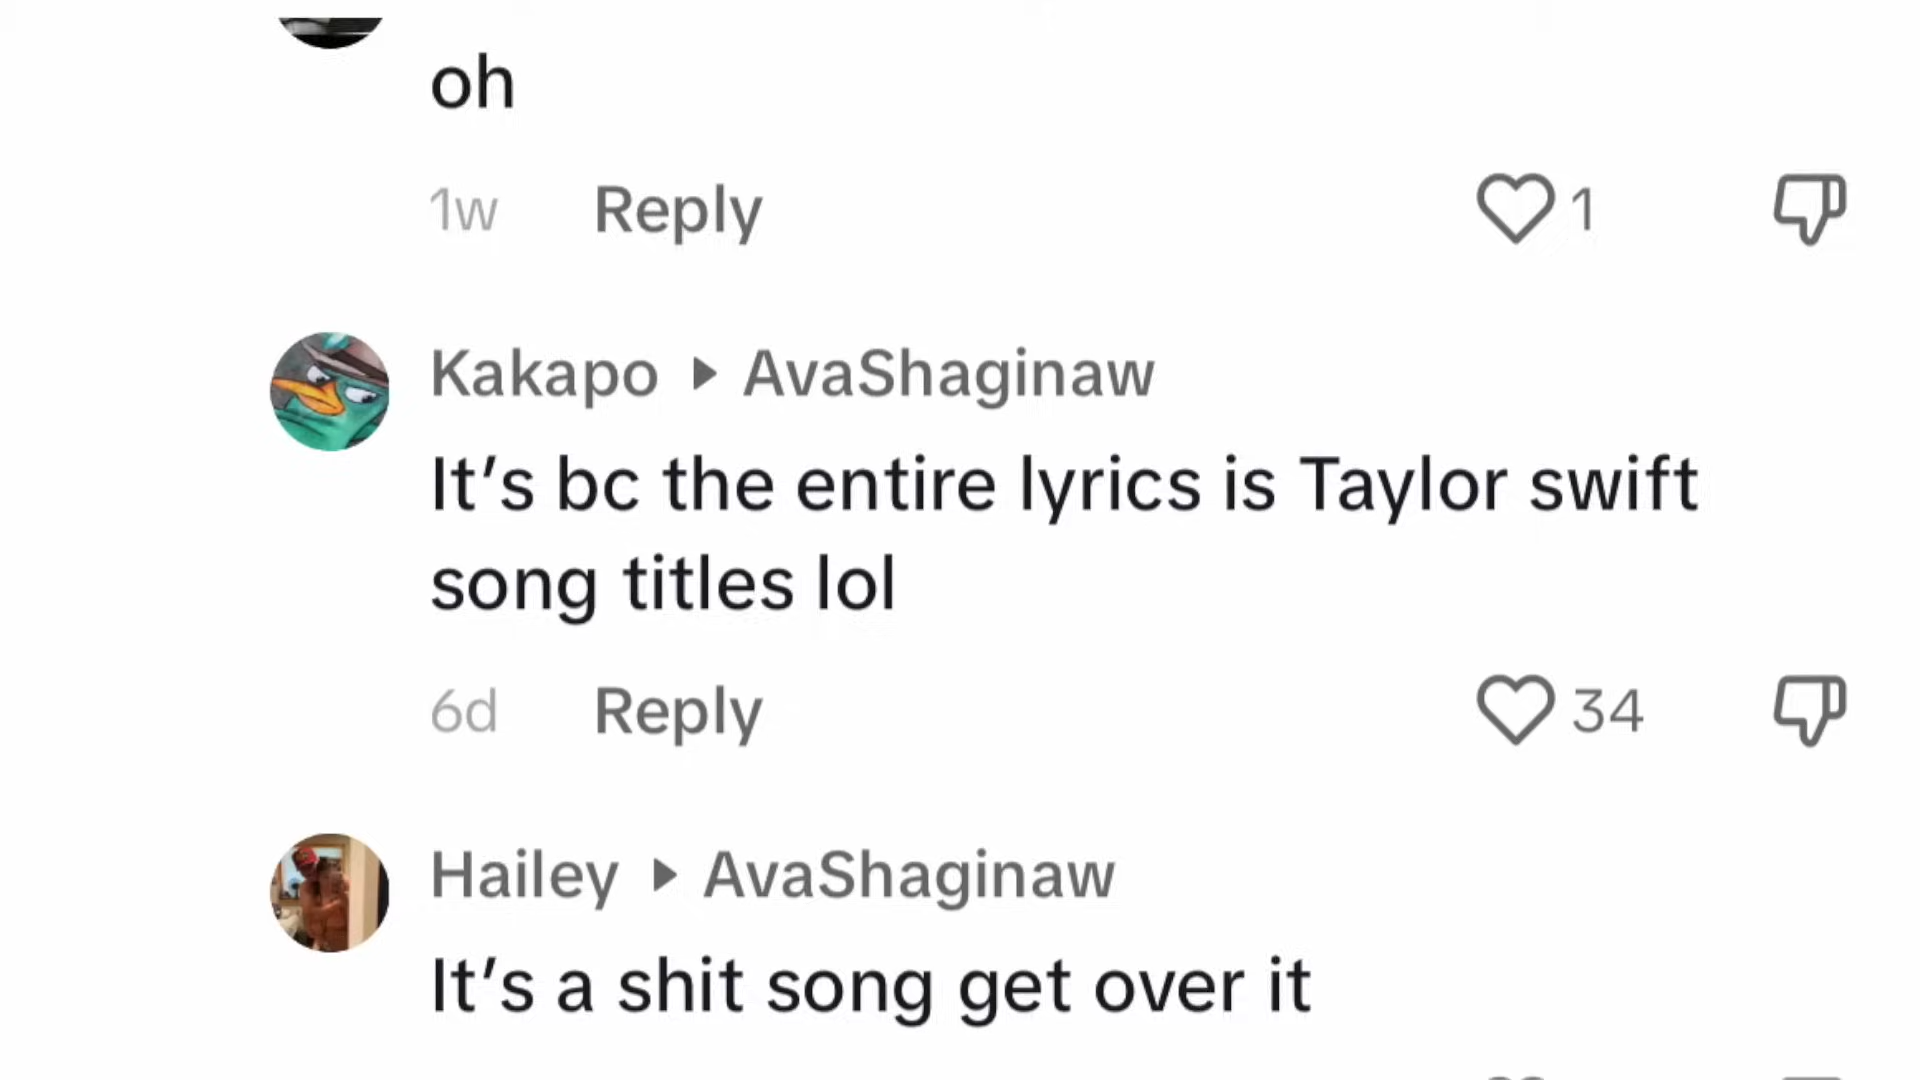 oh
1w Reply 1
Kakapo ▸ AvaShaginaw
It’s bc the entire lyrics is Taylor swift
song titles lol
6d Reply 34
Hailey ▸ AvaShaginaw
It’s a shit song get over it